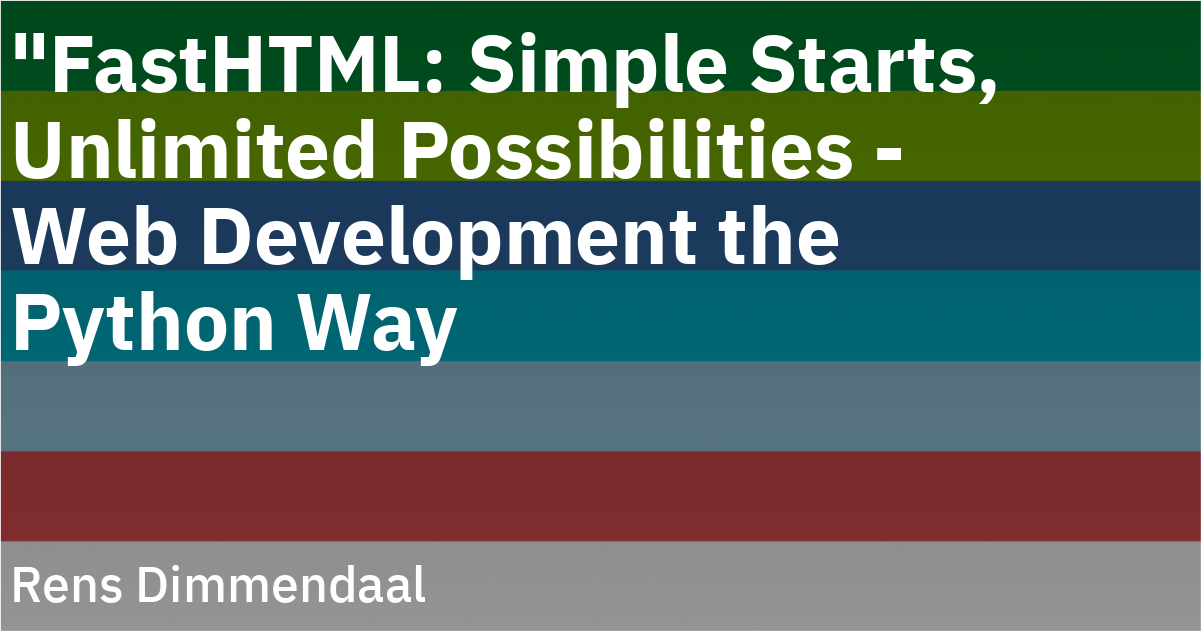 "FastHTML: Simple Starts,
Unlimited Possibilities -
Web Development the
Python Way
Rens Dimmendaal